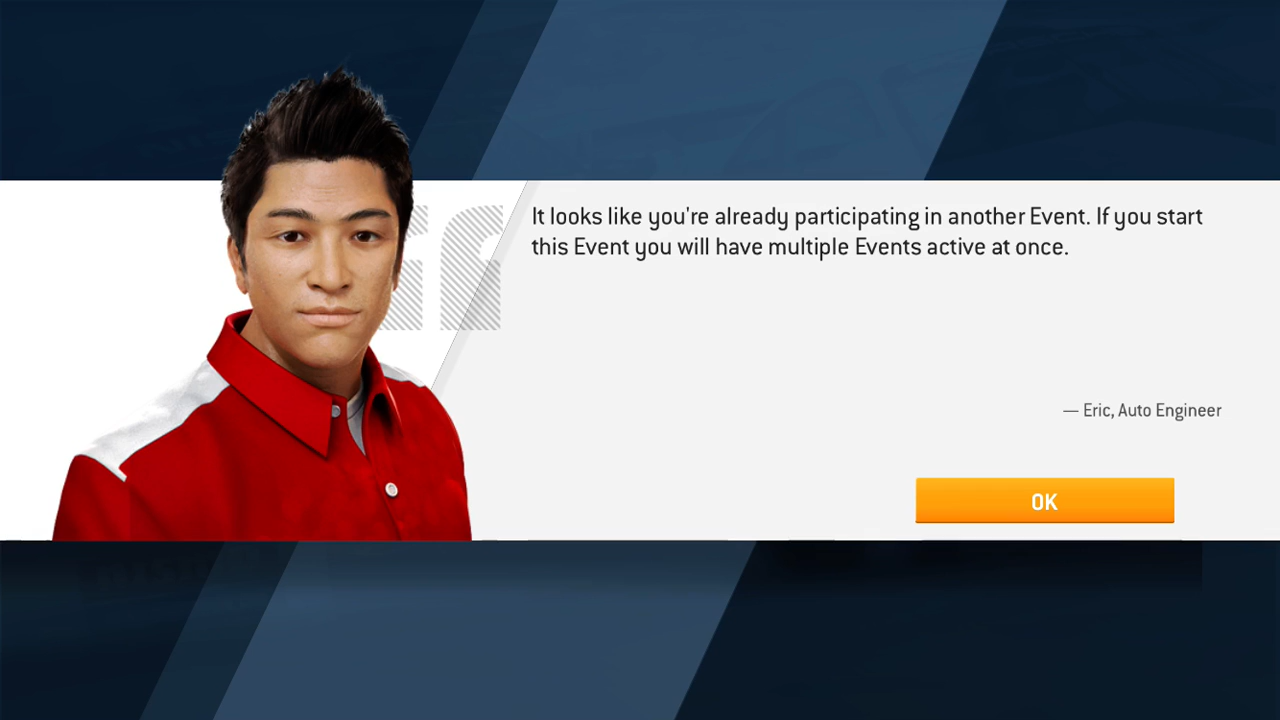 It looks like you're already participating in another Event. If you start
this Event you will have multiple Events active at once.
— Eric, Auto Engineer
OK